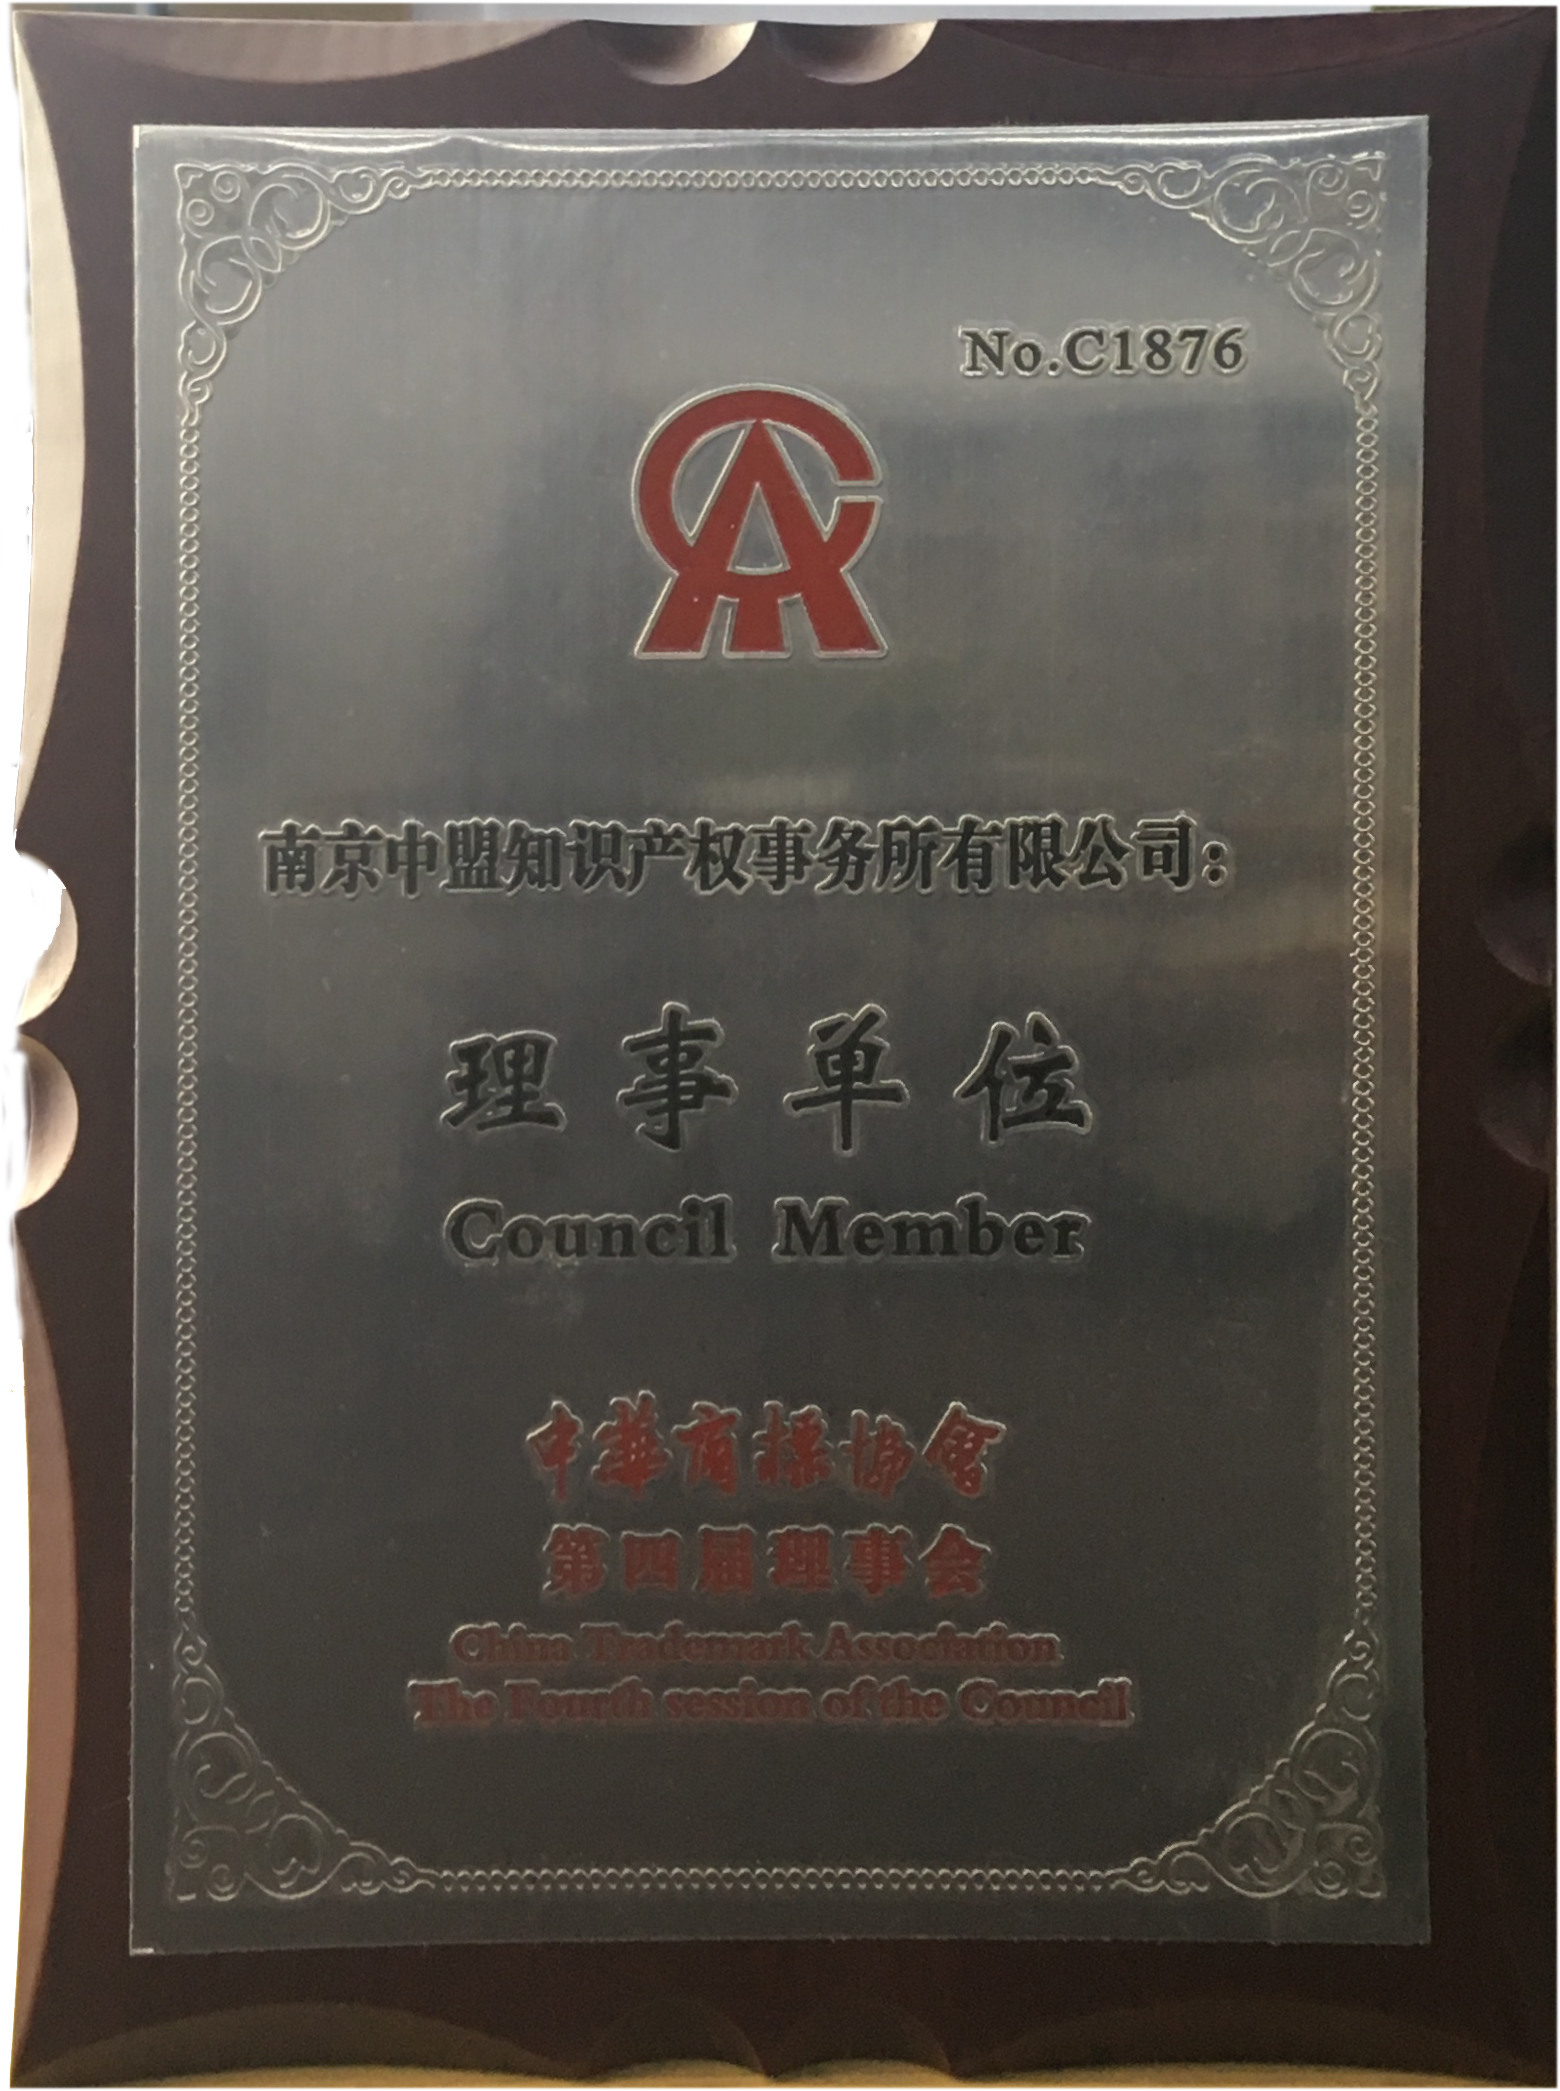 No.C1876
南京中盟知识产权事务所有限公司:
理事单位
Council Member
中華商標协會
第四届理事会
China Trademark Association
The Fourth session of the Council